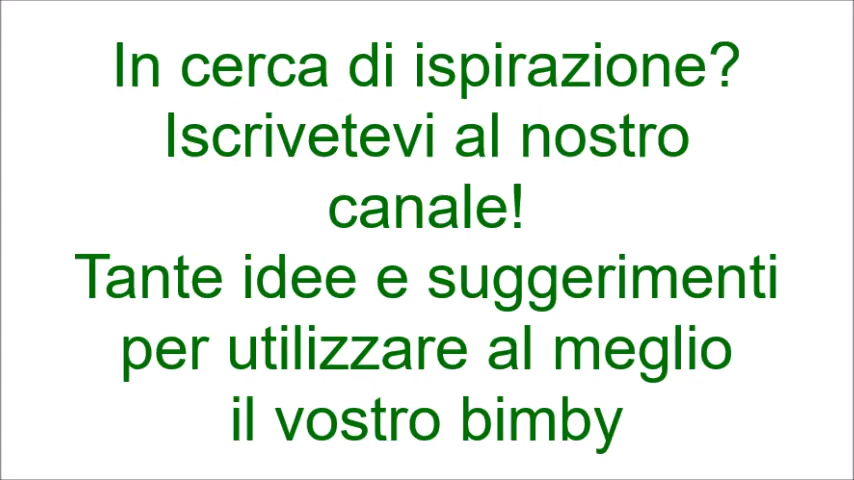 In cerca di ispirazione?
Iscrivetevi al nostro
canale!
Tante idee e suggerimenti
per utilizzare al meglio
il vostro bimby